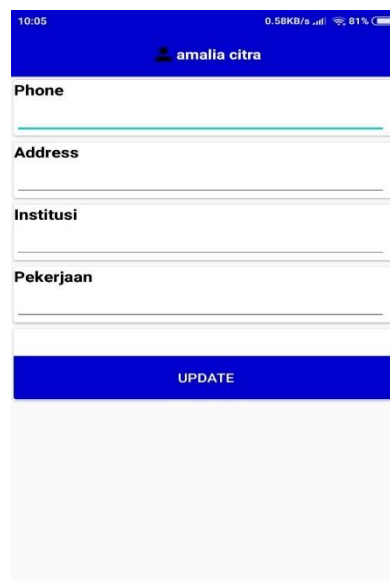 10:05 0.58KB/s 81%
amalia citra
Phone
Address
Institusi
Pekerjaan
UPDATE